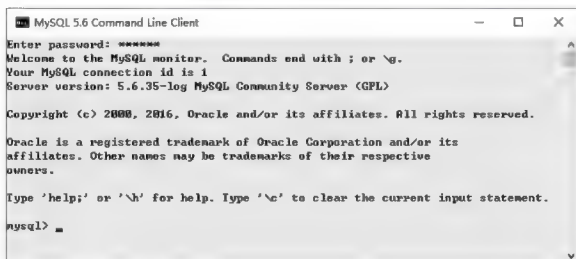 MySQL 5.6 Command Line Client
Enter password: ******
Welcome to the MySQL monitor.  Commands end with ; or \g.
Your MySQL connection id is 1
Server version: 5.6.35-log MySQL Community Server (GPL)
Copyright (c) 2000, 2016, Oracle and/or its affiliates. All rights reserved.
Oracle is a registered trademark of Oracle Corporation and/or its
affiliates. Other names may be trademarks of their respective
owners.
Type 'help;' or '\h' for help. Type '\c' to clear the current input statement.
mysql> _